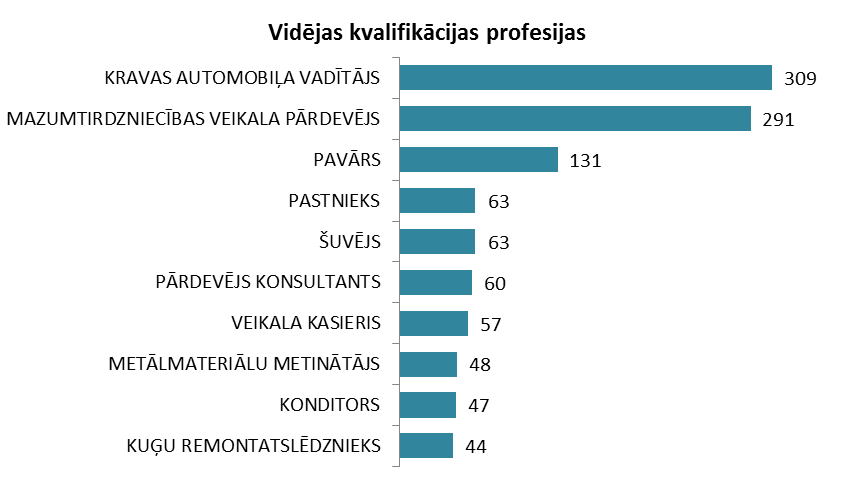 Vidējas kvalifikācijas profesijas
KRAVAS AUTOMOBIĻA VADĪTĀJS 309
MAZUMTIRDZNIECĪBAS VEIKALA PĀRDEVĒJS 291
PAVĀRS 131
PASTNIEKS 63
ŠUVĒJS 63
PĀRDEVĒJS KONSULTANTS 60
VEIKALA KASIERIS 57
METĀLMATERIĀLU METINĀTĀJS 48
KONDITORS 47
KUĢU REMONTATSLĒDZNIEKS 44